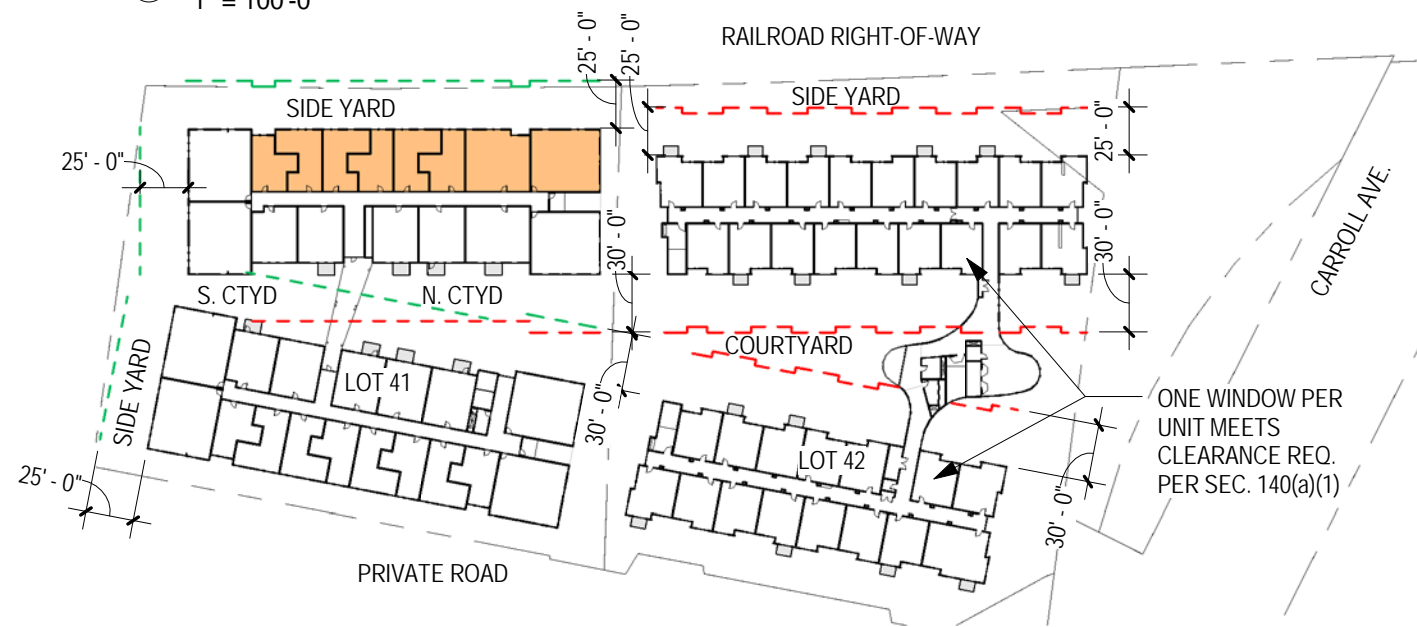 1" = 100'-0"
RAILROAD RIGHT-OF-WAY
25' - 0"
25' - 0"
SIDE YARD
SIDE YARD
25' - 0"
25' - 0"
CARROLL AVE.
30' - 0"
30' - 0"
S. CTYD
N. CTYD
COURTYARD
SIDE YARD
LOT 41
30' - 0"
ONE WINDOW PER
UNIT MEETS
CLEARANCE REQ.
PER SEC. 140(a)(1)
LOT 42
25' - 0"
30' - 0"
PRIVATE ROAD